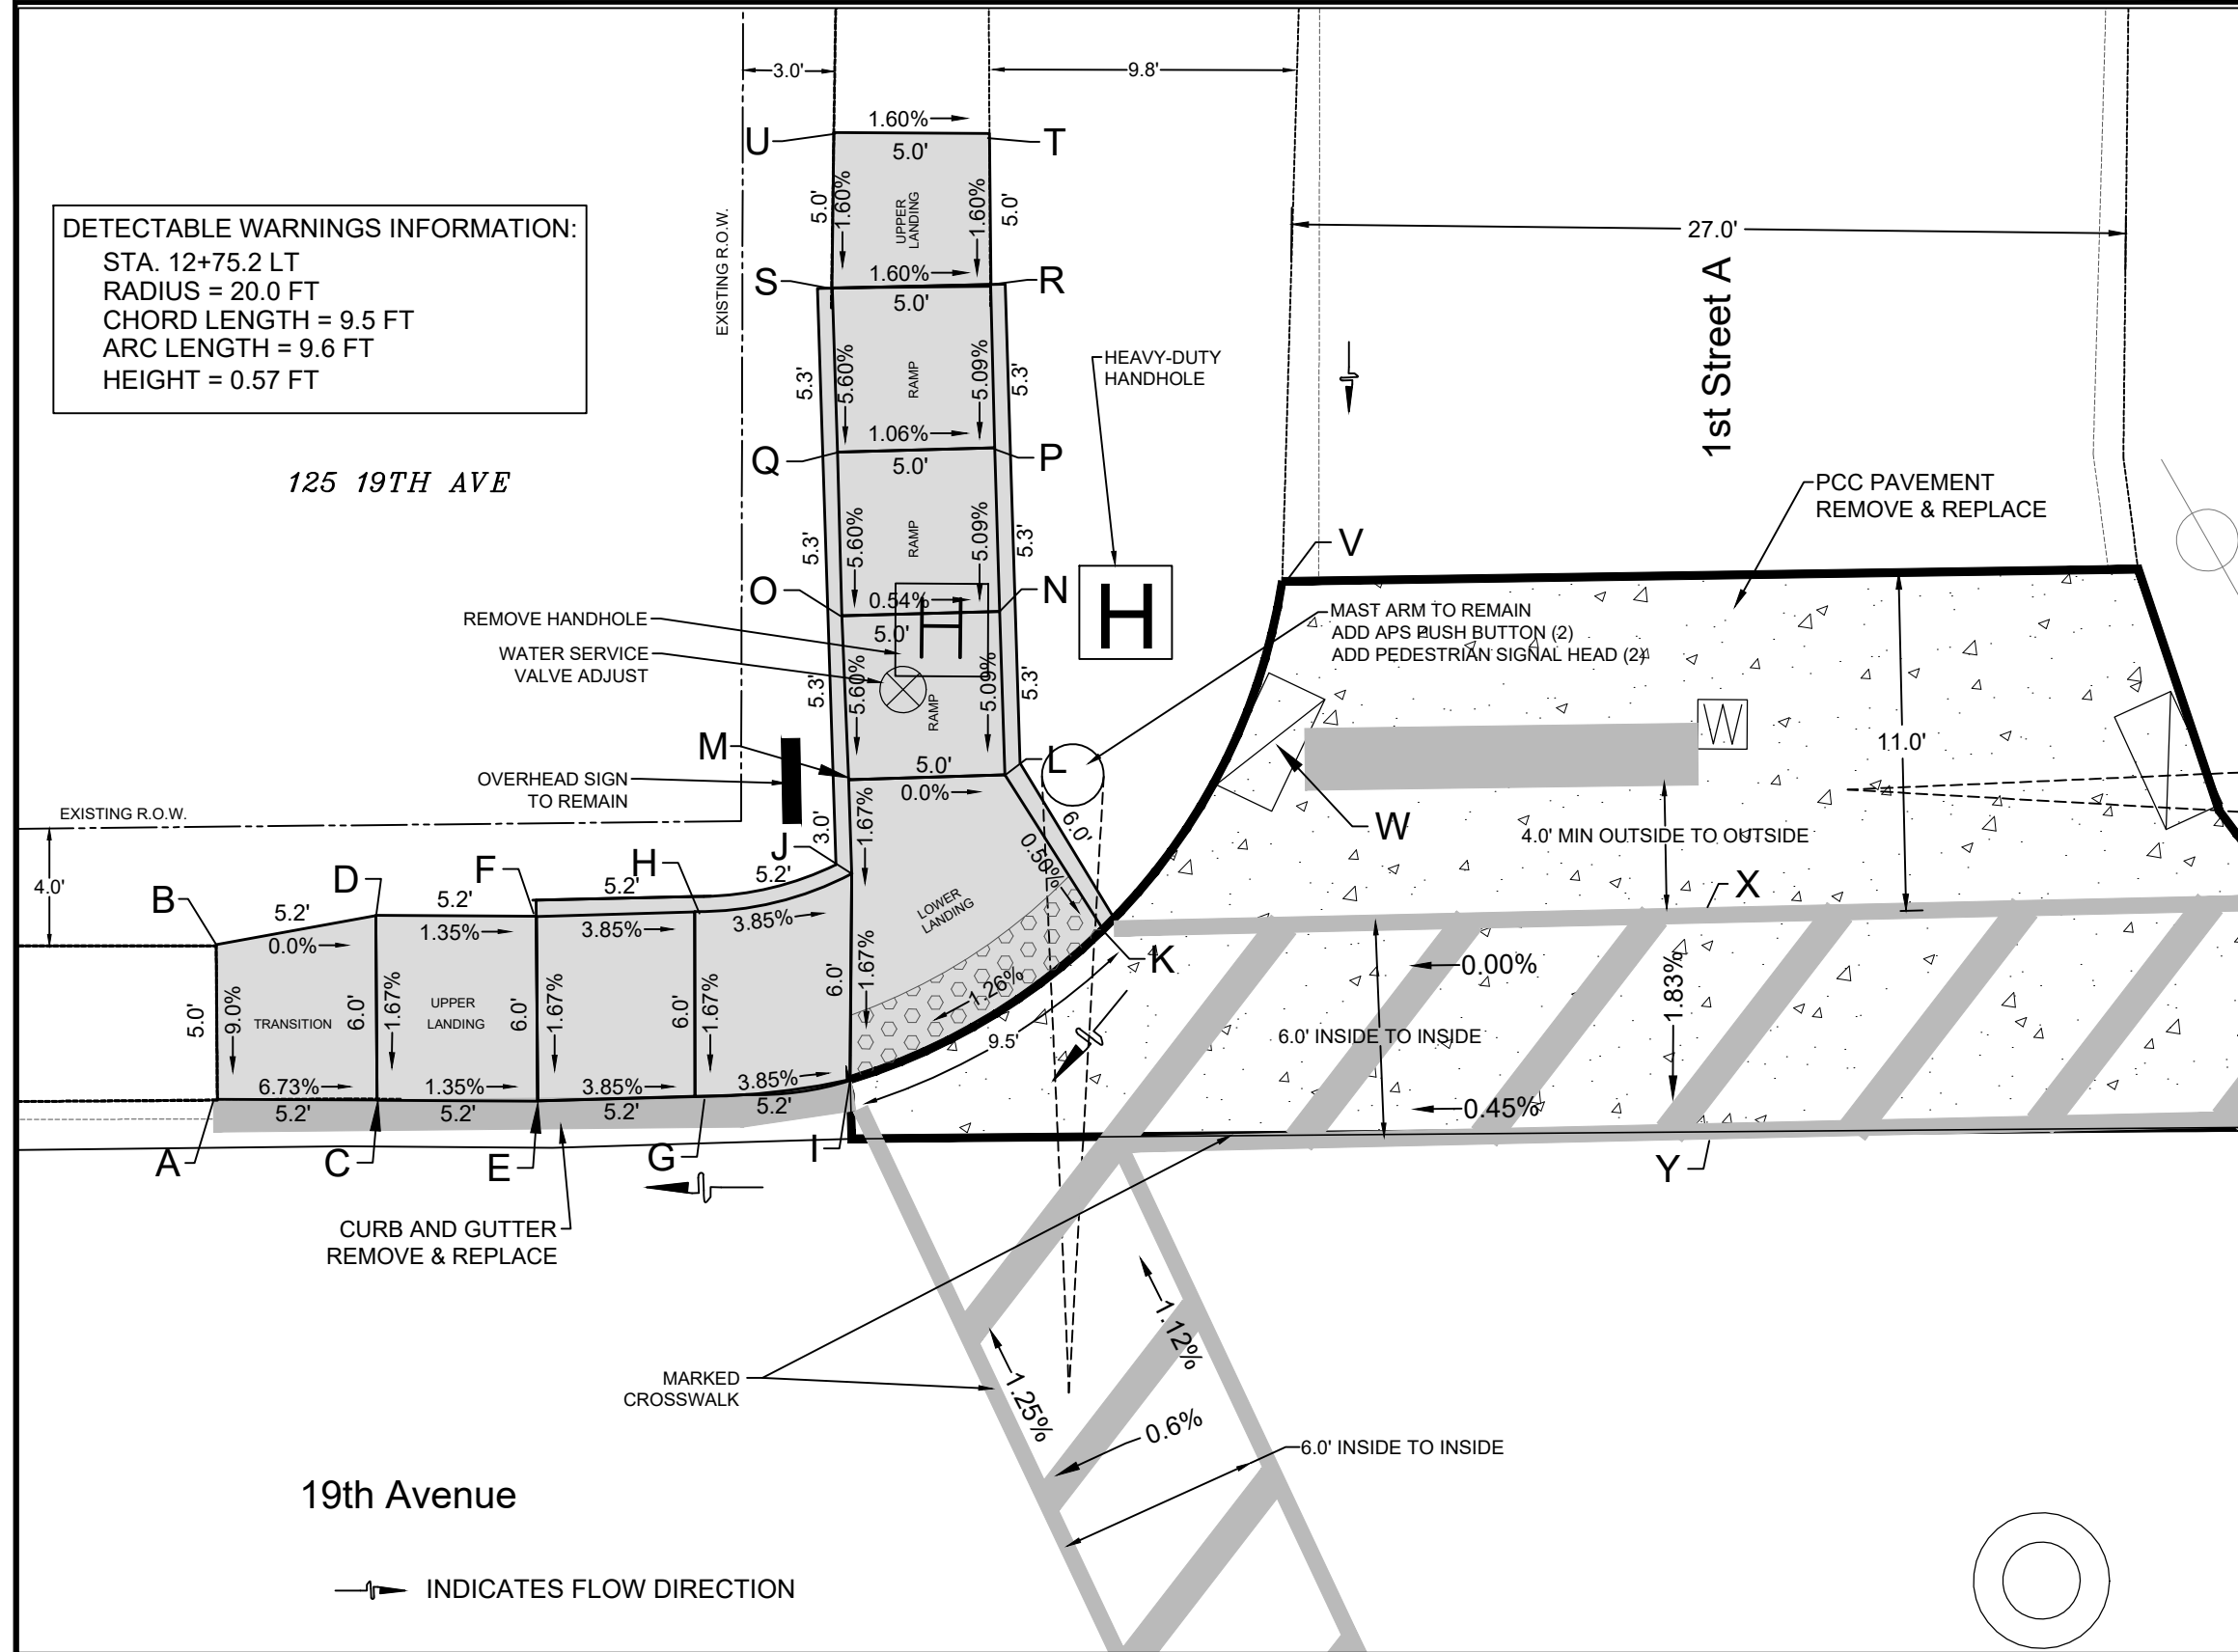 3.0'
9.8'
1.60%
U
5.0'
T
5.0'
1.60%
UPPER
LANDING
1.60%
5.0'
EXISTING R.O.W.
1.60%
S
5.0'
R
DETECTABLE WARNINGS INFORMATION:
STA. 12+75.2 LT
RADIUS = 20.0 FT
CHORD LENGTH = 9.5 FT
ARC LENGTH = 9.6 FT
HEIGHT = 0.57 FT
27.0'
1st Street A
5.3'
5.60%
RAMP
5.09%
5.3'
HEAVY-DUTY
HANDHOLE
1.06%
Q
5.0'
P
125 19TH AVE
PCC PAVEMENT
REMOVE & REPLACE
5.3'
5.60%
RAMP
5.09%
5.3'
V
O
0.54%
N
5.0'
H
H
REMOVE HANDHOLE
WATER SERVICE
VALVE ADJUST
MAST ARM TO REMAIN
ADD APS PUSH BUTTON (2)
ADD PEDESTRIAN SIGNAL HEAD (2)
5.3'
5.60%
RAMP
5.09%
5.3'
M
5.0'
L
0.0%
OVERHEAD SIGN
TO REMAIN
W
11.0'
EXISTING R.O.W.
4.0'
3.0'
1.67%
6.0'
0.50%
W
4.0' MIN OUTSIDE TO OUTSIDE
J
H
F
D
B
5.2'
5.2'
5.2'
5.2'
0.0%
1.35%
3.85%
3.85%
LOWER
LANDING
X
K
5.0'
9.0%
TRANSITION
6.0'
1.67%
UPPER
LANDING
6.0'
1.67%
6.0'
1.67%
6.0'
1.67%
1.26%
9.5'
0.00%
1.83%
6.0' INSIDE TO INSIDE
0.45%
6.73%
1.35%
3.85%
3.85%
5.2'
5.2'
5.2'
5.2'
A
C
E
G
I
Y
CURB AND GUTTER
REMOVE & REPLACE
MARKED
CROSSWALK
1.12%
1.25%
0.6%
6.0' INSIDE TO INSIDE
19th Avenue
INDICATES FLOW DIRECTION